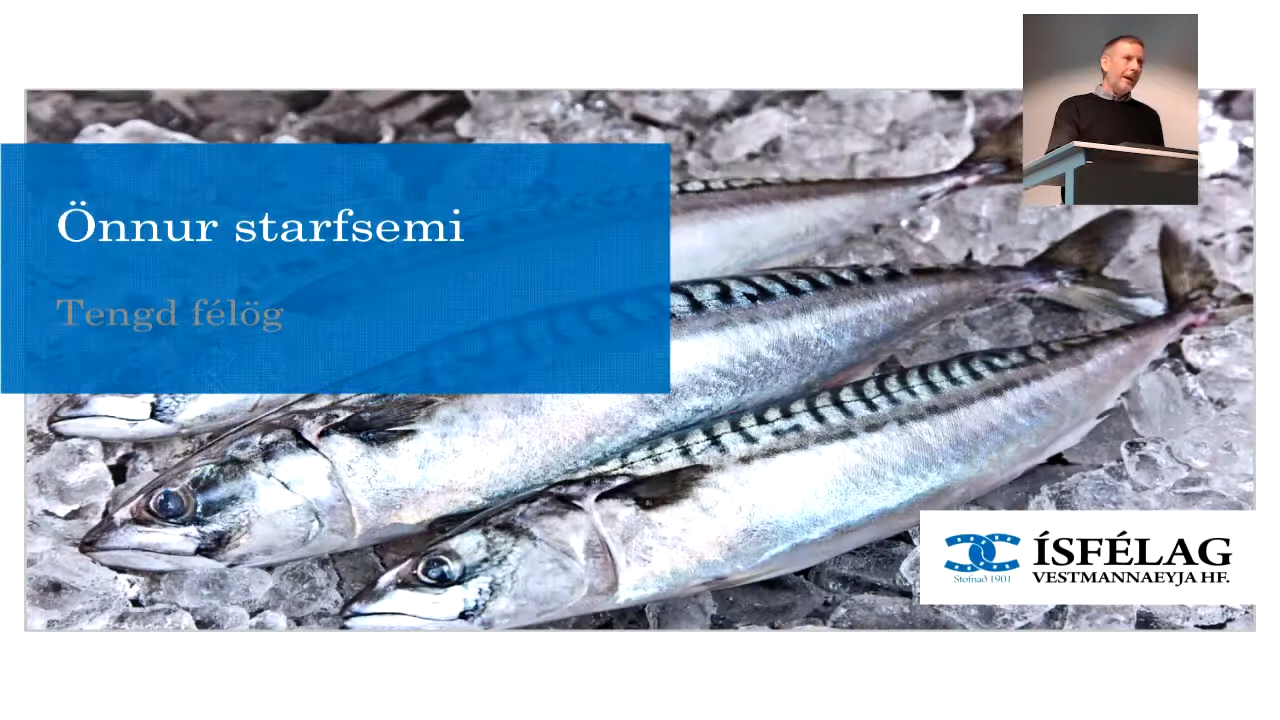 Önnur starfsemi
Tengd félög
ÍSFÉLAG
Stofnað 1901
VESTMANNAEYJA HF.